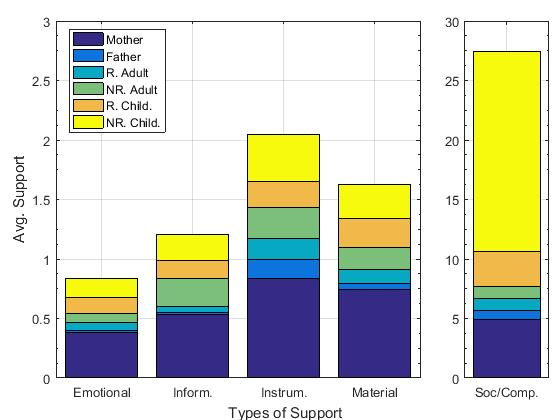 Mother
Father
R. Adult
NR. Adult
R. Child.
NR. Child.
Avg. Support
3
2.5
2
1.5
1
0.5
0
30
25
20
15
10
5
0
Emotional Inform. Instrum. Material Soc/Comp.
Types of Support